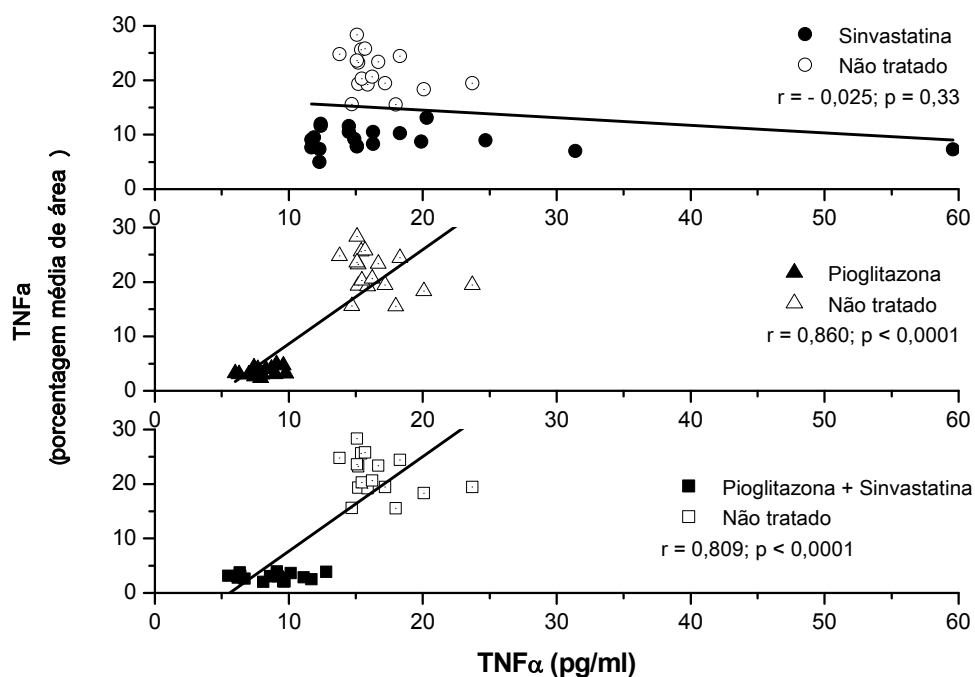 30
20
10
0
0
10
20
30
40
50
60
Sinvastatina
Não tratado
r = - 0,025; p = 0,33
30
20
10
0
0
10
20
30
40
50
60
Pioglitazona
Não tratado
r = 0,860; p < 0,0001
30
20
10
0
0
10
20
30
40
50
60
Pioglitazona + Sinvastatina
Não tratado
r = 0,809; p < 0,0001
TNFa
(porcentagem média de área )
TNFα (pg/ml)